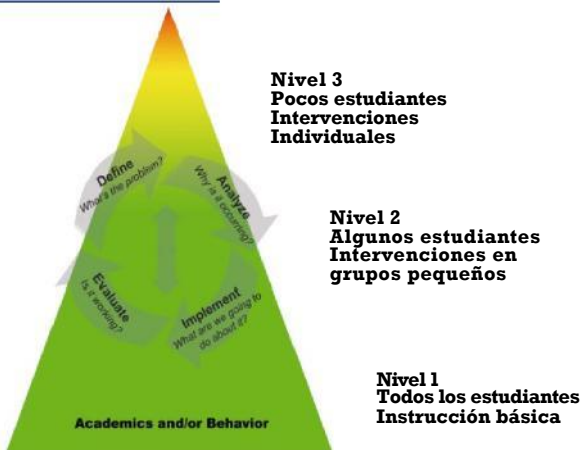 Nivel 3
Pocos estudiantes
Intervenciones
Individuales
Define
What's the problem?
Analyze
Why is it occurring?
Nivel 2
Algunos estudiantes
Intervenciones en
grupos pequeños
Implement
What are we going to
do about it?
Evaluate
Is it working?
Nivel 1
Todos los estudiantes
Instrucción básica
Academics and/or Behavior